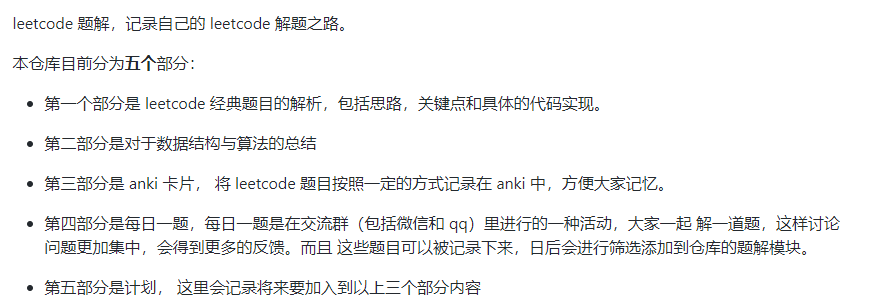 leetcode 题解，记录自己的 leetcode 解题之路。
本仓库目前分为五个部分：
• 第一个部分是 leetcode 经典题目的解析，包括思路，关键点和具体的代码实现。
• 第二部分是对于数据结构与算法的总结
• 第三部分是 anki 卡片， 将 leetcode 题目按照一定的方式记录在 anki 中，方便大家记忆。
• 第四部分是每日一题，每日一题是在交流群（包括微信和 qq）里进行的一种活动，大家一起 解一道题，这样讨论
问题更加集中，会得到更多的反馈。而且 这些题目可以被记录下来，日后会进行筛选添加到仓库的题解模块。
• 第五部分是计划， 这里会记录将来要加入到以上三个部分内容